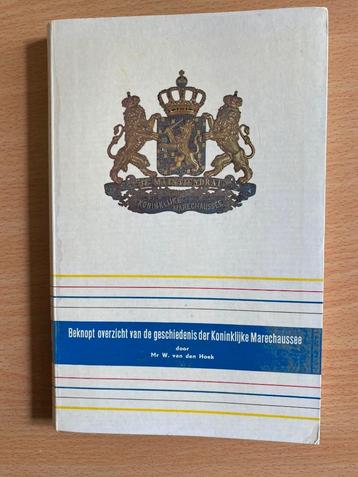 JE MAINTIENDRAI
KONINKLIJKE
MARECHAUSSEE
Beknopt overzicht van de geschiedenis der Koninklijke Marechaussee
door
Mr W. van den Hoek